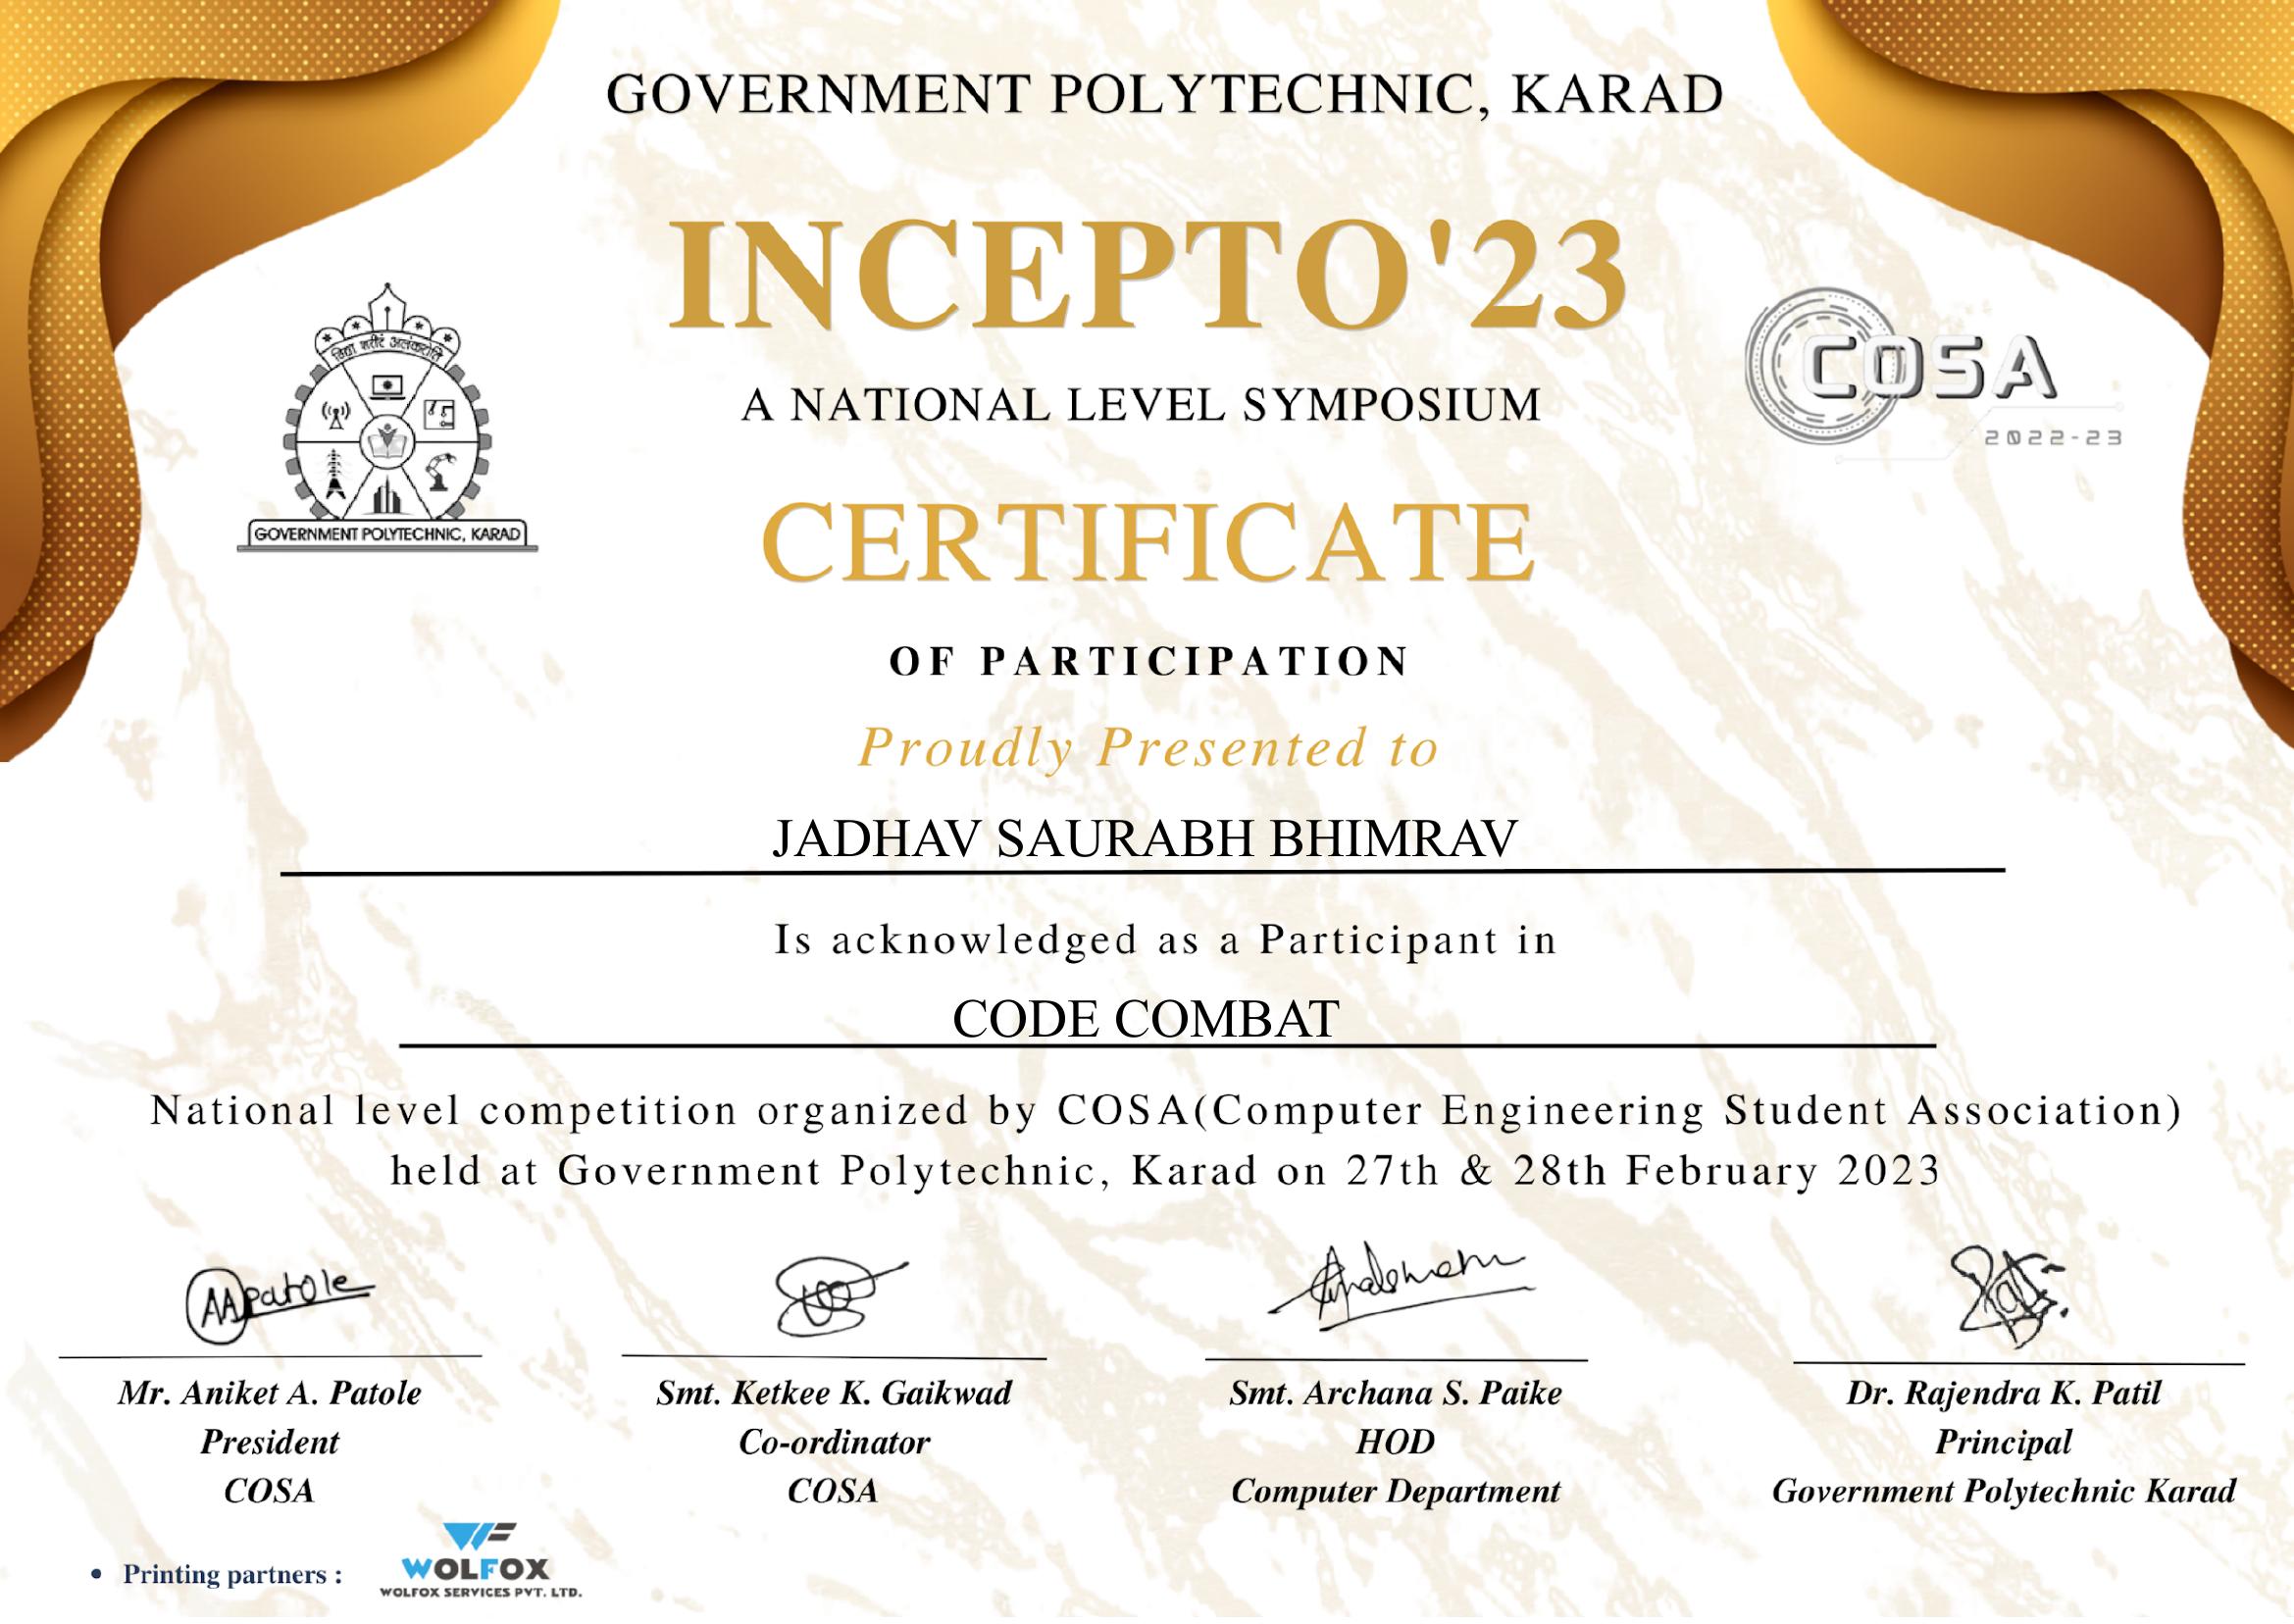 GOVERNMENT POLYTECHNIC, KARAD
INCEPTO'23
A NATIONAL LEVEL SYMPOSIUM
विद्या शरीरं अलंकरोति
GOVERNMENT POLYTECHNIC, KARAD
COSA
2022-23
CERTIFICATE
OF PARTICIPATION
Proudly Presented to
JADHAV SAURABH BHIMRAV
Is acknowledged as a Participant in
CODE COMBAT
National level competition organized by COSA(Computer Engineering Student Association)
held at Government Polytechnic, Karad on 27th & 28th February 2023
AAPatole
Mr. Aniket A. Patole
President
COSA
Smt. Ketkee K. Gaikwad
Co-ordinator
COSA
Smt. Archana S. Paike
HOD
Computer Department
Dr. Rajendra K. Patil
Principal
Government Polytechnic Karad
• Printing partners :
WF
WOLFOX
WOLFOX SERVICES PVT. LTD.